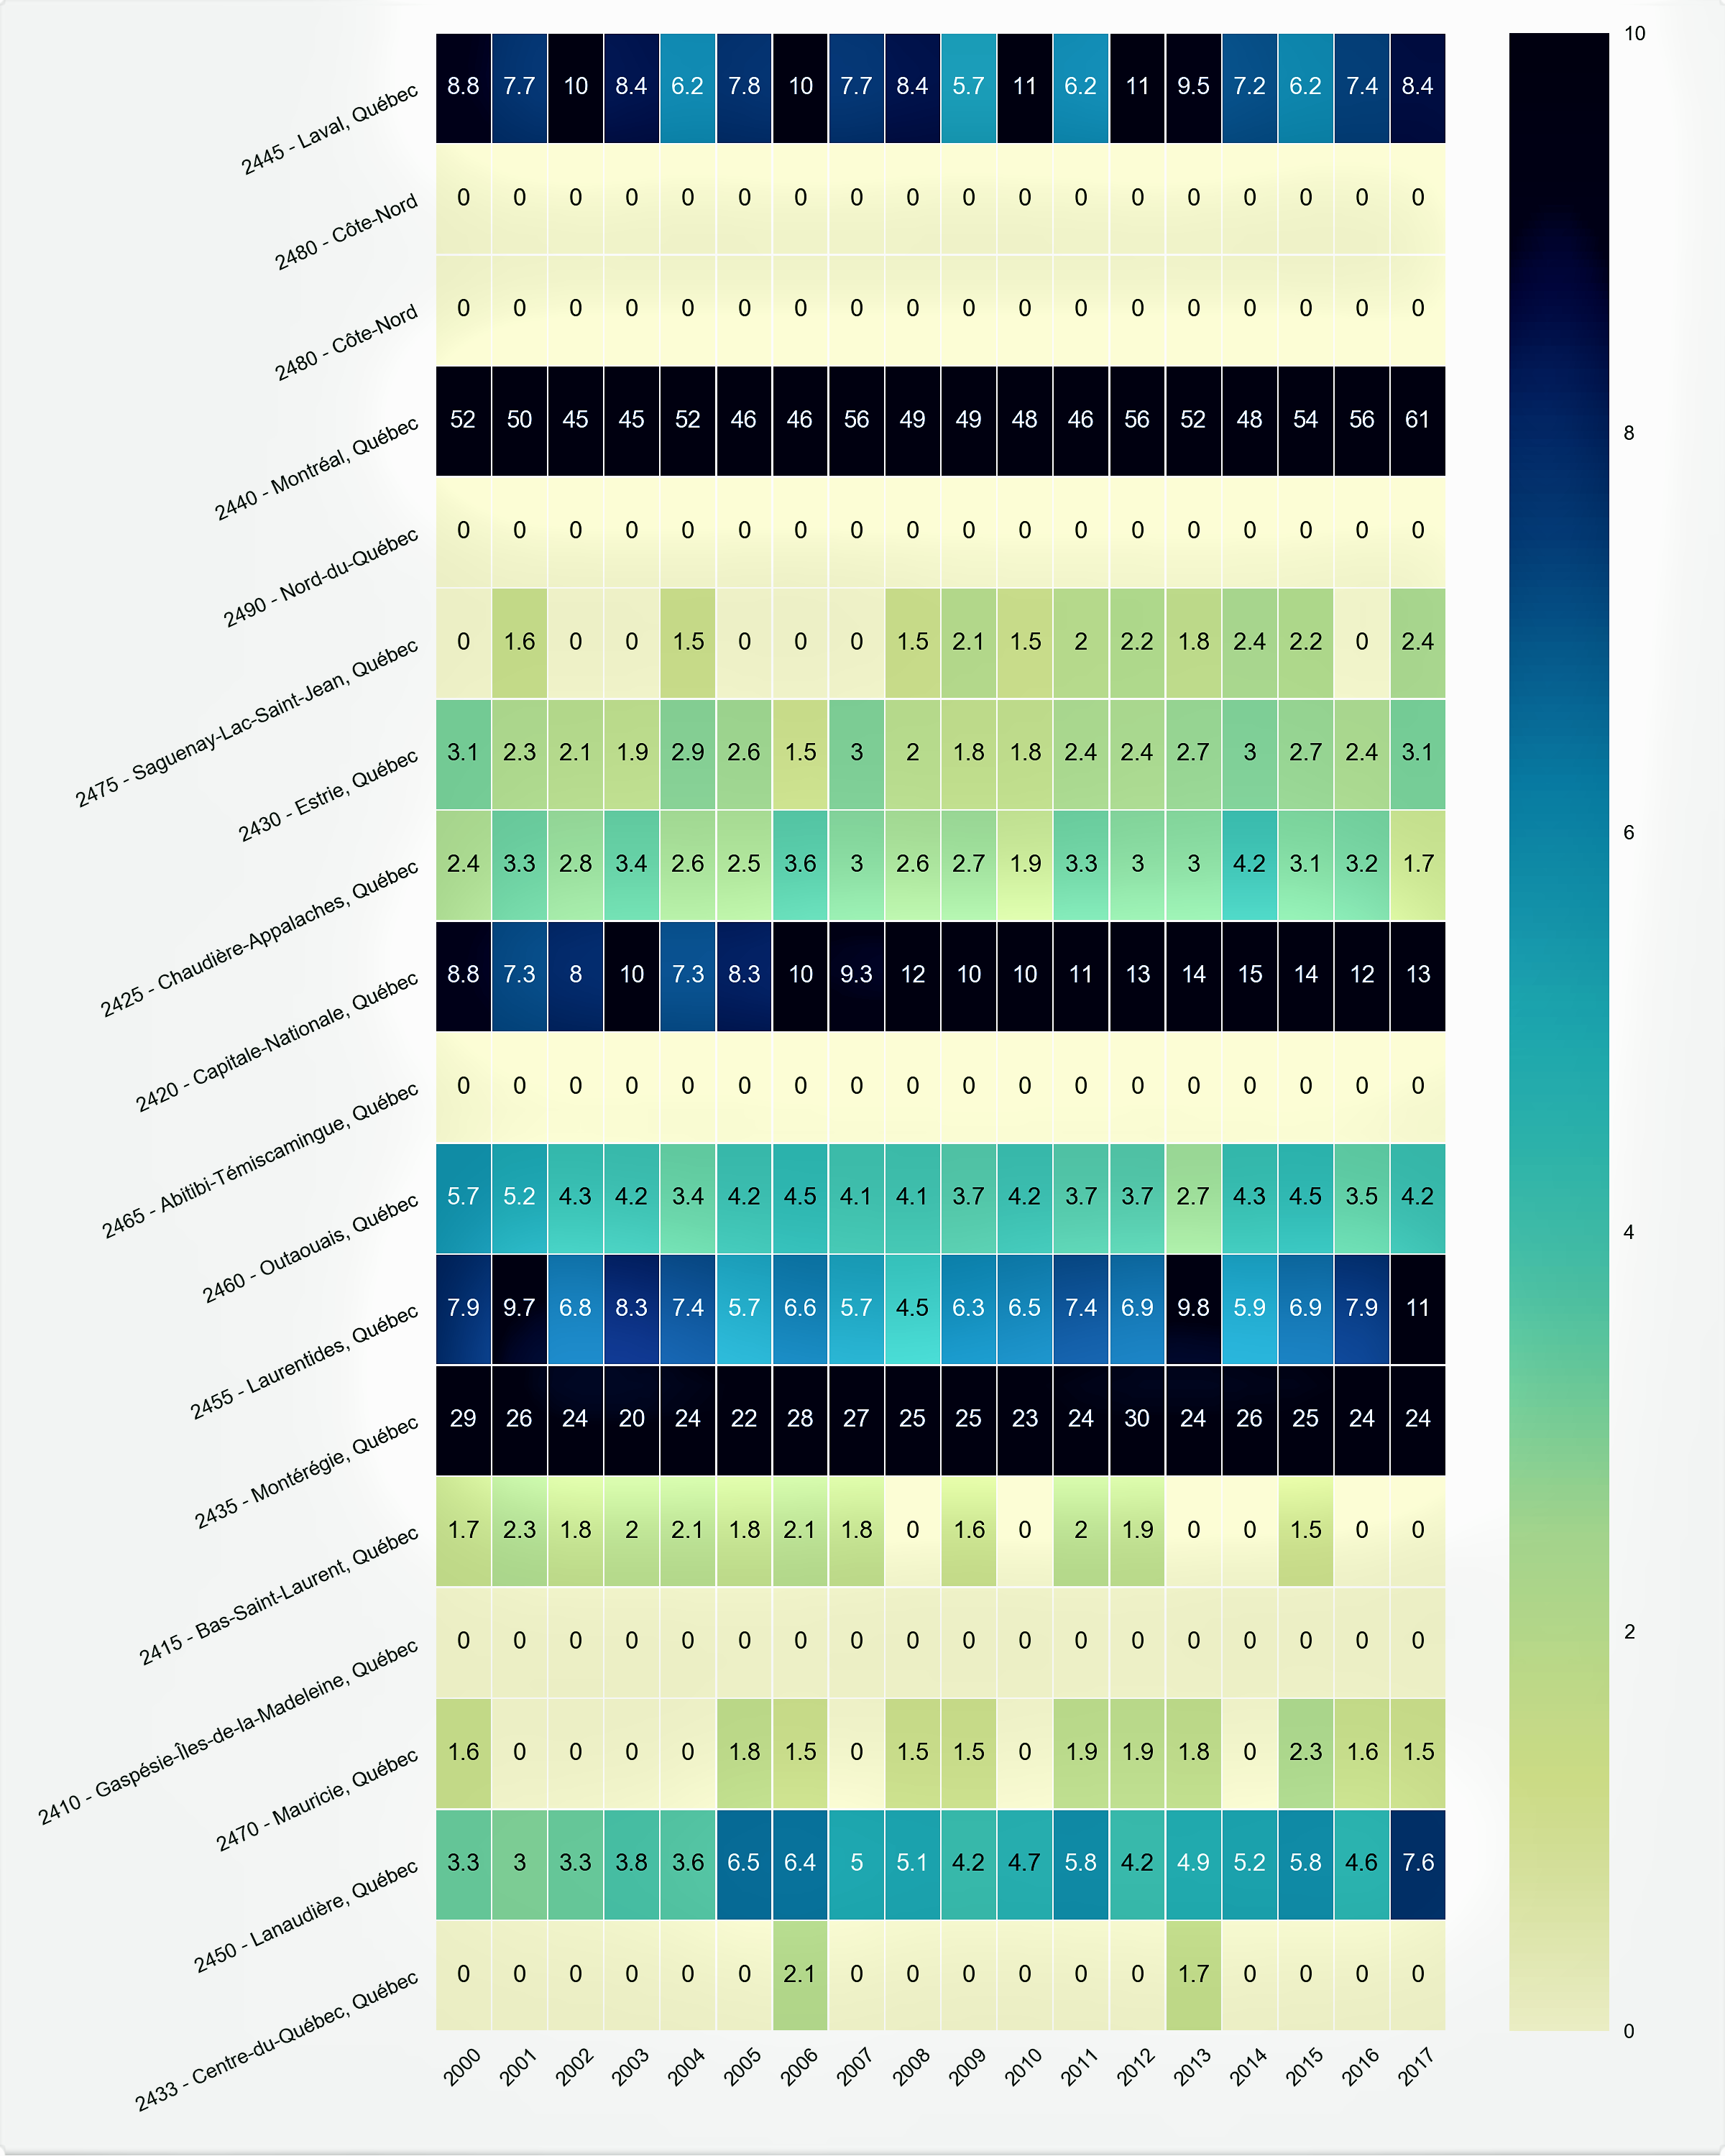 2445 - Laval, Québec 8.8 7.7 10 8.4 6.2 7.8 10 7.7 8.4 5.7 11 6.2 11 9.5 7.2 6.2 7.4 8.4
2480 - Côte-Nord 0 0 0 0 0 0 0 0 0 0 0 0 0 0 0 0 0 0
2480 - Côte-Nord 0 0 0 0 0 0 0 0 0 0 0 0 0 0 0 0 0 0
2440 - Montréal, Québec 52 50 45 45 52 46 46 56 49 49 48 46 56 52 48 54 56 61
2490 - Nord-du-Québec 0 0 0 0 0 0 0 0 0 0 0 0 0 0 0 0 0 0
2475 - Saguenay-Lac-Saint-Jean, Québec 0 1.6 0 0 1.5 0 0 0 1.5 2.1 1.5 2 2.2 1.8 2.4 2.2 0 2.4
2430 - Estrie, Québec 3.1 2.3 2.1 1.9 2.9 2.6 1.5 3 2 1.8 1.8 2.4 2.4 2.7 3 2.7 2.4 3.1
2425 - Chaudière-Appalaches, Québec 2.4 3.3 2.8 3.4 2.6 2.5 3.6 3 2.6 2.7 1.9 3.3 3 3 4.2 3.1 3.2 1.7
2420 - Capitale-Nationale, Québec 8.8 7.3 8 10 7.3 8.3 10 9.3 12 10 10 11 13 14 15 14 12 13
2465 - Abitibi-Témiscamingue, Québec 0 0 0 0 0 0 0 0 0 0 0 0 0 0 0 0 0 0
2460 - Outaouais, Québec 5.7 5.2 4.3 4.2 3.4 4.2 4.5 4.1 4.1 3.7 4.2 3.7 3.7 2.7 4.3 4.5 3.5 4.2
2455 - Laurentides, Québec 7.9 9.7 6.8 8.3 7.4 5.7 6.6 5.7 4.5 6.3 6.5 7.4 6.9 9.8 5.9 6.9 7.9 11
2435 - Montérégie, Québec 29 26 24 20 24 22 28 27 25 25 23 24 30 24 26 25 24 24
2415 - Bas-Saint-Laurent, Québec 1.7 2.3 1.8 2 2.1 1.8 2.1 1.8 0 1.6 0 2 1.9 0 0 1.5 0 0
2410 - Gaspésie-Îles-de-la-Madeleine, Québec 0 0 0 0 0 0 0 0 0 0 0 0 0 0 0 0 0 0
2470 - Mauricie, Québec 1.6 0 0 0 0 1.8 1.5 0 1.5 1.5 0 1.9 1.9 1.8 0 2.3 1.6 1.5
2450 - Lanaudière, Québec 3.3 3 3.3 3.8 3.6 6.5 6.4 5 5.1 4.2 4.7 5.8 4.2 4.9 5.2 5.8 4.6 7.6
2433 - Centre-du-Québec, Québec 0 0 0 0 0 0 2.1 0 0 0 0 0 0 1.7 0 0 0 0
2000 2001 2002 2003 2004 2005 2006 2007 2008 2009 2010 2011 2012 2013 2014 2015 2016 2017
10
8
6
4
2
0